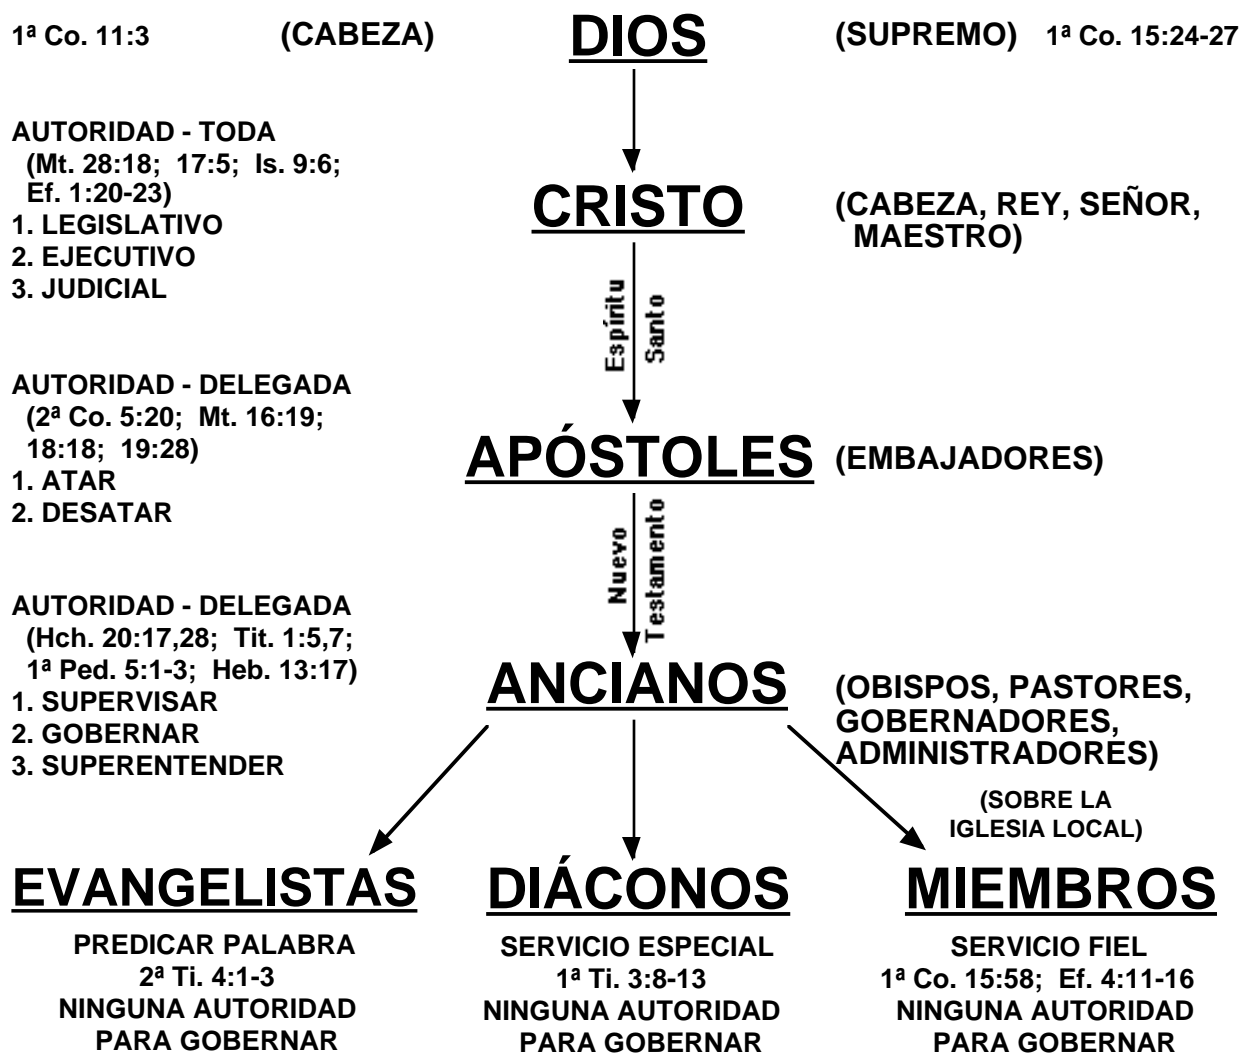 1ª Co. 11:3 (CABEZA) DIOS (SUPREMO) 1ª Co. 15:24-27
AUTORIDAD - TODA
(Mt. 28:18; 17:5; Is. 9:6;
Ef. 1:20-23)
1. LEGISLATIVO
2. EJECUTIVO
3. JUDICIAL
CRISTO
(CABEZA, REY, SEÑOR,
MAESTRO)
Espíritu
Santo
AUTORIDAD - DELEGADA
(2ª Co. 5:20; Mt. 16:19;
18:18; 19:28)
1. ATAR
2. DESATAR
APÓSTOLES
(EMBAJADORES)
Nuevo
Testamento
AUTORIDAD - DELEGADA
(Hch. 20:17,28; Tit. 1:5,7;
1ª Ped. 5:1-3; Heb. 13:17)
1. SUPERVISAR
2. GOBERNAR
3. SUPERENTENDER
ANCIANOS
(OBISPOS, PASTORES,
GOBERNADORES,
ADMINISTRADORES)
(SOBRE LA
IGLESIA LOCAL)
EVANGELISTAS
PREDICAR PALABRA
2ª Ti. 4:1-3
NINGUNA AUTORIDAD
PARA GOBERNAR
DIÁCONOS
SERVICIO ESPECIAL
1ª Ti. 3:8-13
NINGUNA AUTORIDAD
PARA GOBERNAR
MIEMBROS
SERVICIO FIEL
1ª Co. 15:58; Ef. 4:11-16
NINGUNA AUTORIDAD
PARA GOBERNAR